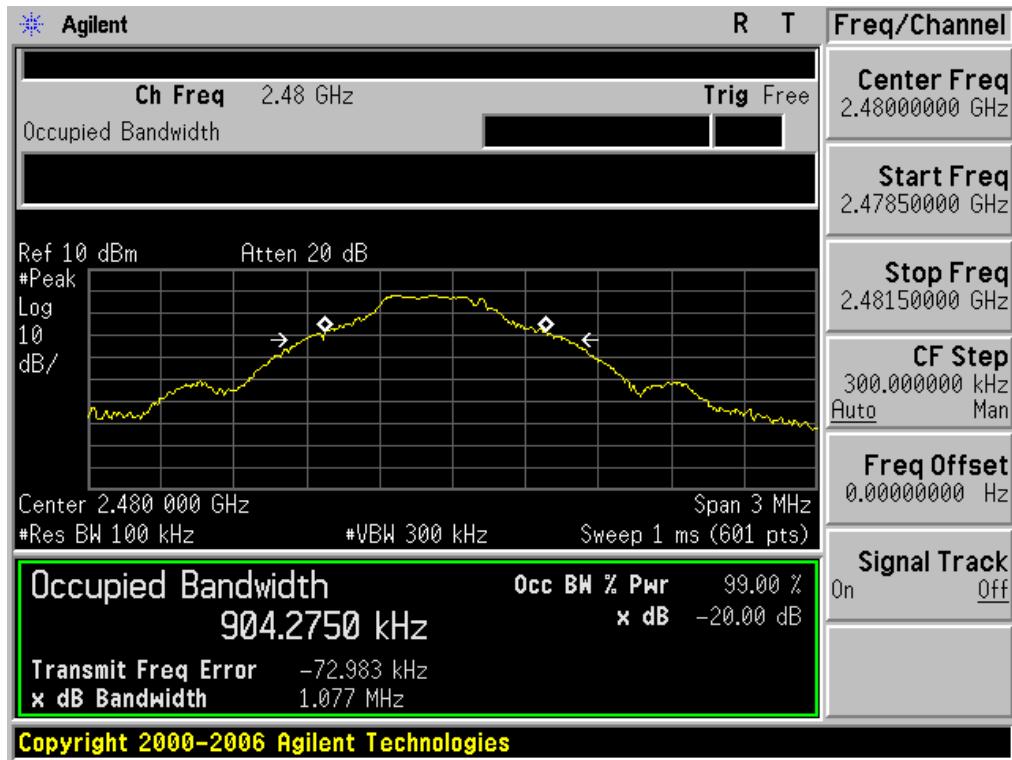 Agilent R T
Freq/Channel
Ch Freq 2.48 GHz Trig Free
Occupied Bandwidth
Center Freq
2.48000000 GHz
Start Freq
2.47850000 GHz
Stop Freq
2.48150000 GHz
CF Step
300.000000 kHz
Auto Man
Freq Offset
0.00000000 Hz
Signal Track
On Off
Ref 10 dBm Atten 20 dB
#Peak
Log
10
dB/
Center 2.480 000 GHz Span 3 MHz
#Res BW 100 kHz #VBW 300 kHz Sweep 1 ms (601 pts)
Occupied Bandwidth Occ BW % Pwr 99.00 %
904.2750 kHz x dB -20.00 dB
Transmit Freq Error -72.983 kHz
x dB Bandwidth 1.077 MHz
Copyright 2000-2006 Agilent Technologies